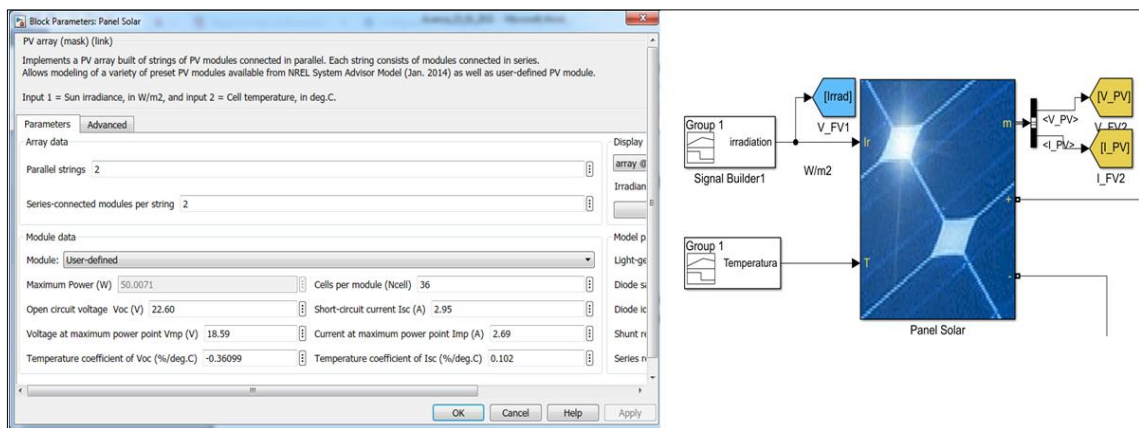 Block Parameters: Panel Solar
PV array (mask) (link)
Implements a PV array built of strings of PV modules connected in parallel. Each string consists of modules connected in series.
Allows modeling of a variety of preset PV modules available from NREL System Advisor Model (Jan. 2014) as well as user-defined PV module.
Input 1 = Sun irradiance, in W/m2, and input 2 = Cell temperature, in deg.C.
Parameters Advanced
Array data
Parallel strings 2
Series-connected modules per string 2
Display
array @
Irradian
Module data
Module: User-defined
Maximum Power (W) 50.0071 Cells per module (Ncell) 36
Open circuit voltage Voc (V) 22.60 Short-circuit current Isc (A) 2.95
Voltage at maximum power point Vmp (V) 18.59 Current at maximum power point Imp (A) 2.69
Temperature coefficient of Voc (%/deg.C) -0.36099 Temperature coefficient of Isc (%/deg.C) 0.102
Model p
Light-ge
Diode sa
Diode id
Shunt re
Series re
OK Cancel Help Apply
[Irrad]
V_FV1
Group 1
irradiation
Signal Builder1
W/m2
Group 1
Temperatura
Ir
T
m
+
-
Panel Solar
<V_PV>
<I_PV>
[V_PV]
V_FV2
[I_PV]
I_FV2